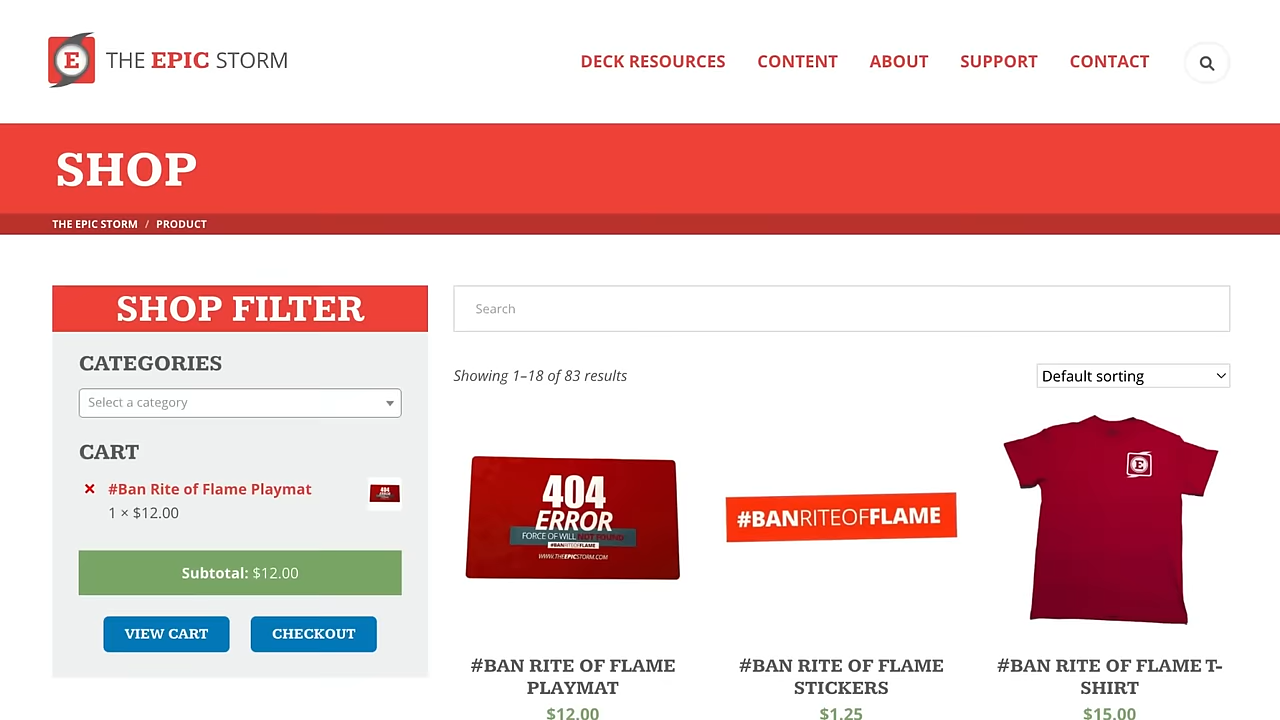 E THE EPIC STORM
DECK RESOURCES CONTENT ABOUT SUPPORT CONTACT
SHOP
THE EPIC STORM / PRODUCT
SHOP FILTER
Search
CATEGORIES
Showing 1–18 of 83 results
Default sorting
Select a category
CART
× #Ban Rite of Flame Playmat
404
1 × $12.00
Subtotal: $12.00
VIEW CART CHECKOUT
404
ERROR
FORCE OF WILL NOT FOUND
#BANRITEOFFLAME
WWW.THEEPICSTORM.COM
#BANRITEOFFLAME
E
#BAN RITE OF FLAME
PLAYMAT
$12.00
#BAN RITE OF FLAME
STICKERS
$1.25
#BAN RITE OF FLAME T-
SHIRT
$15.00